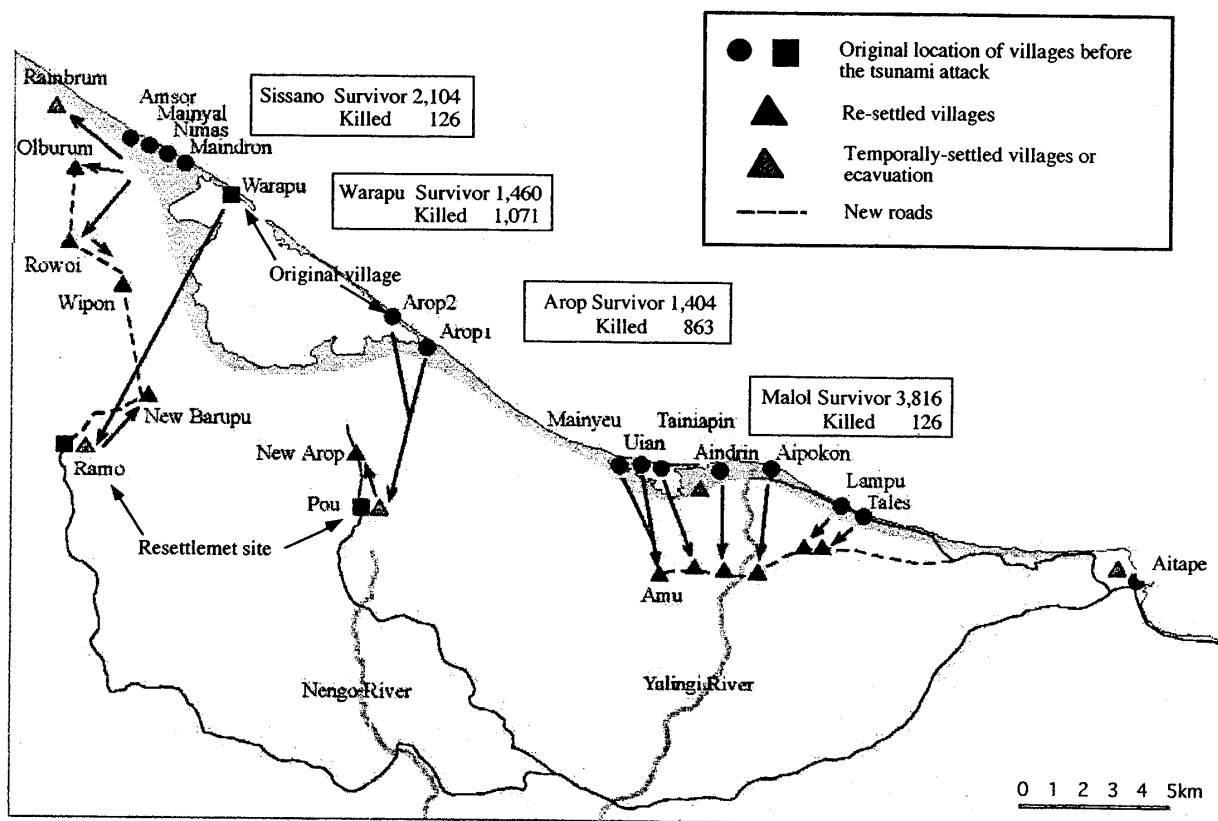 Original location of villages before
the tsunami attack
Re-settled villages
Temporally-settled villages or
ecavuation
New roads
Rainbrum
Amsor
Mainyal
Nimas
Maindron
Sissano Survivor 2,104
Killed 126
Olburum
Warapu
Warapu Survivor 1,460
Killed 1,071
Rowoi
Original village
Wipon
Arop2
Arop1
Arop Survivor 1,404
Killed 863
New Barupu
Malol Survivor 3,816
Killed 126
Mainyeu
Tainiapin
Uian
Aindrin
Aipokon
Ramo
New Arop
Lampu
Tales
Pou
Resettlemet site
Aitape
Amu
Nengo River
Yalingi River
0 1 2 3 4 5km